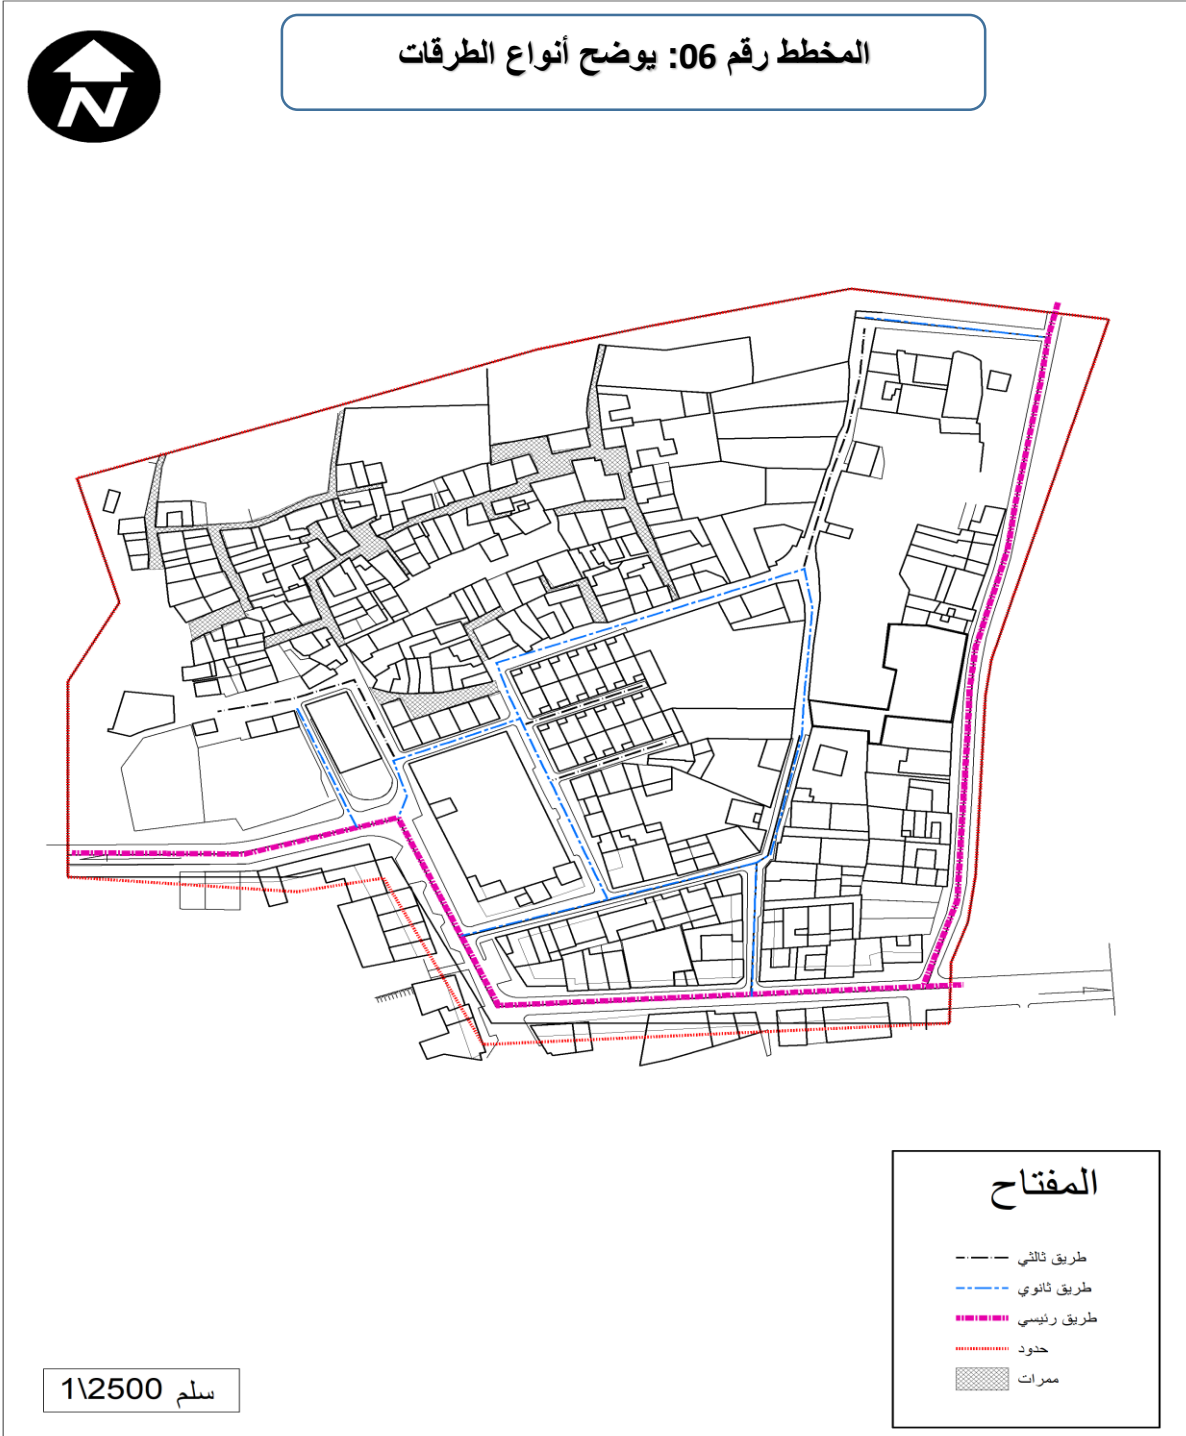 المخطط رقم 06: يوضح أنواع الطرقات
N
المفتاح
طريق ثالثي
طريق ثانوي
طريق رئيسي
حدود
ممرات
سلم 2500\1